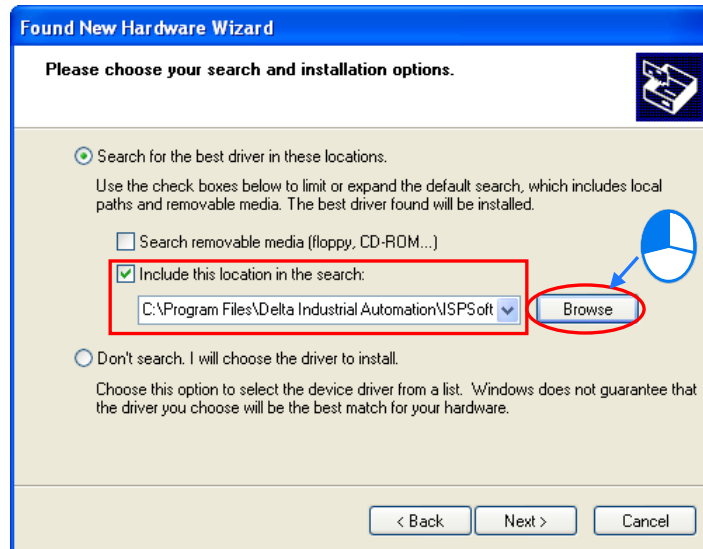 Found New Hardware Wizard
Please choose your search and installation options.
Search for the best driver in these locations.
Use the check boxes below to limit or expand the default search, which includes local
paths and removable media. The best driver found will be installed.
Search removable media (floppy, CD-ROM...)
Include this location in the search:
C:\Program Files\Delta Industrial Automation\ISPSoft
Browse
Don't search. I will choose the driver to install.
Choose this option to select the device driver from a list.  Windows does not guarantee that
the driver you choose will be the best match for your hardware.
< Back
Next >
Cancel